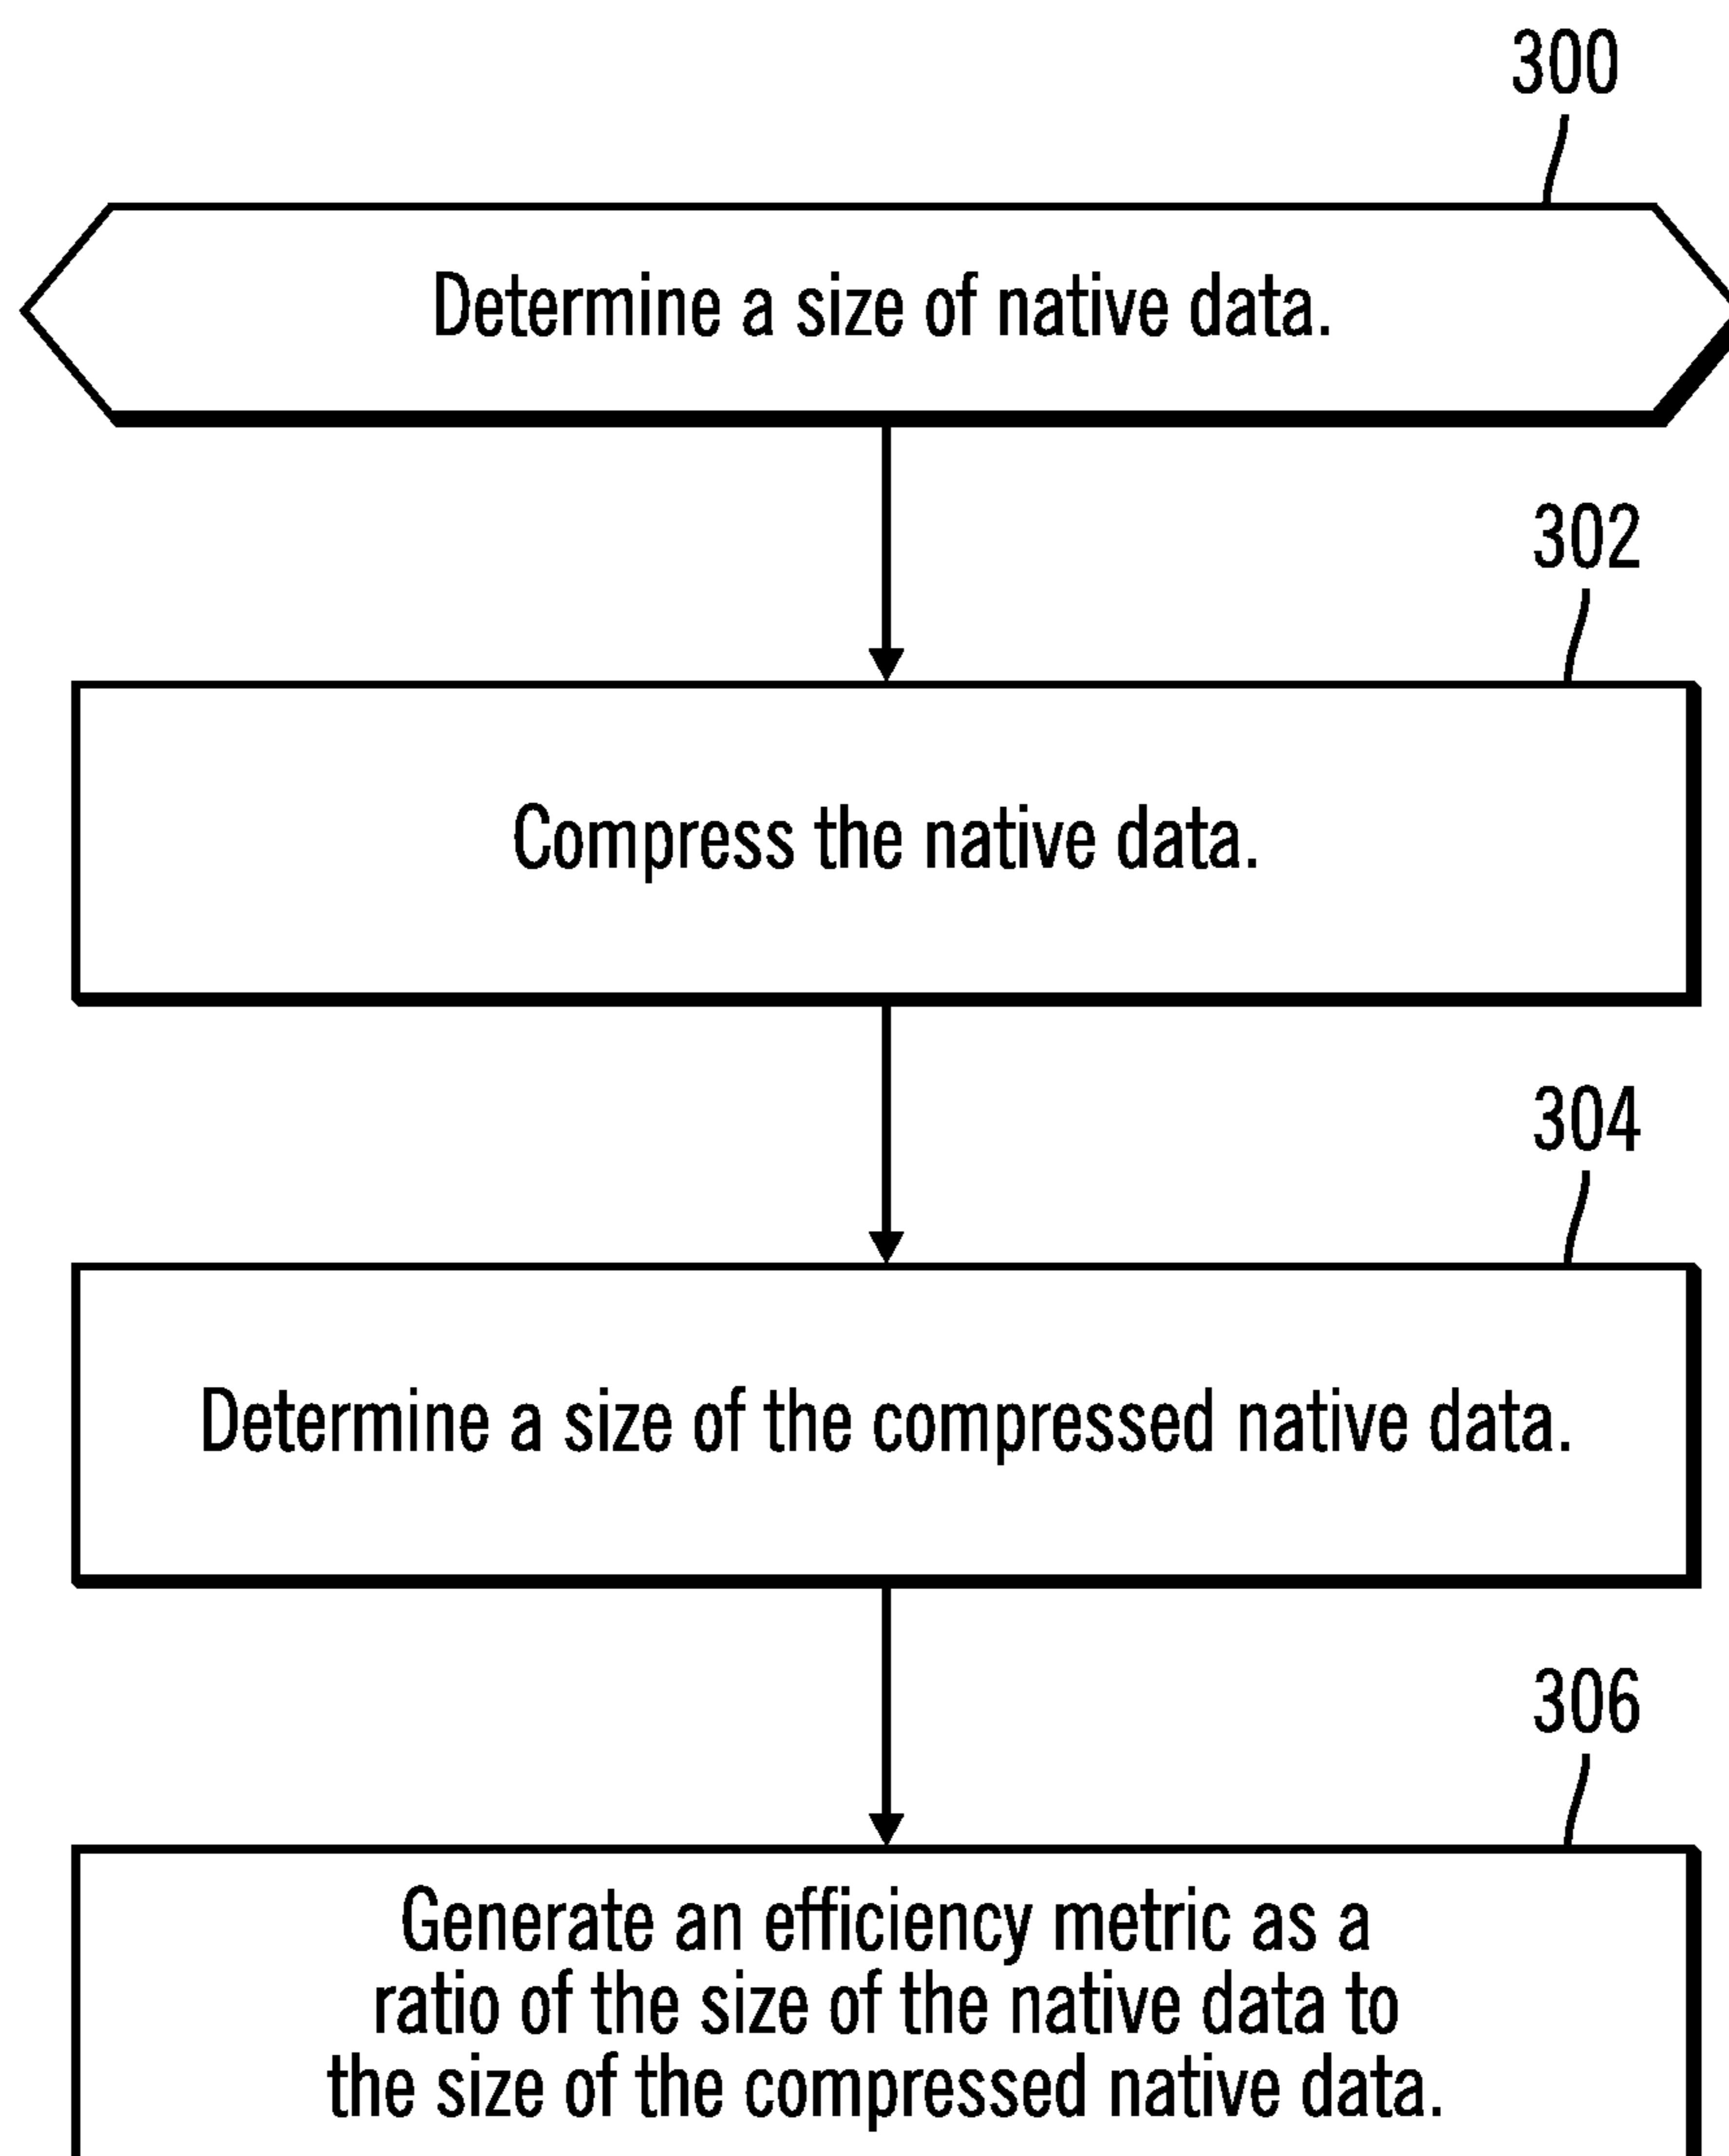 300
Determine a size of native data.
302
Compress the native data.
304
Determine a size of the compressed native data.
306
Generate an efficiency metric as a
ratio of the size of the native data to
the size of the compressed native data.